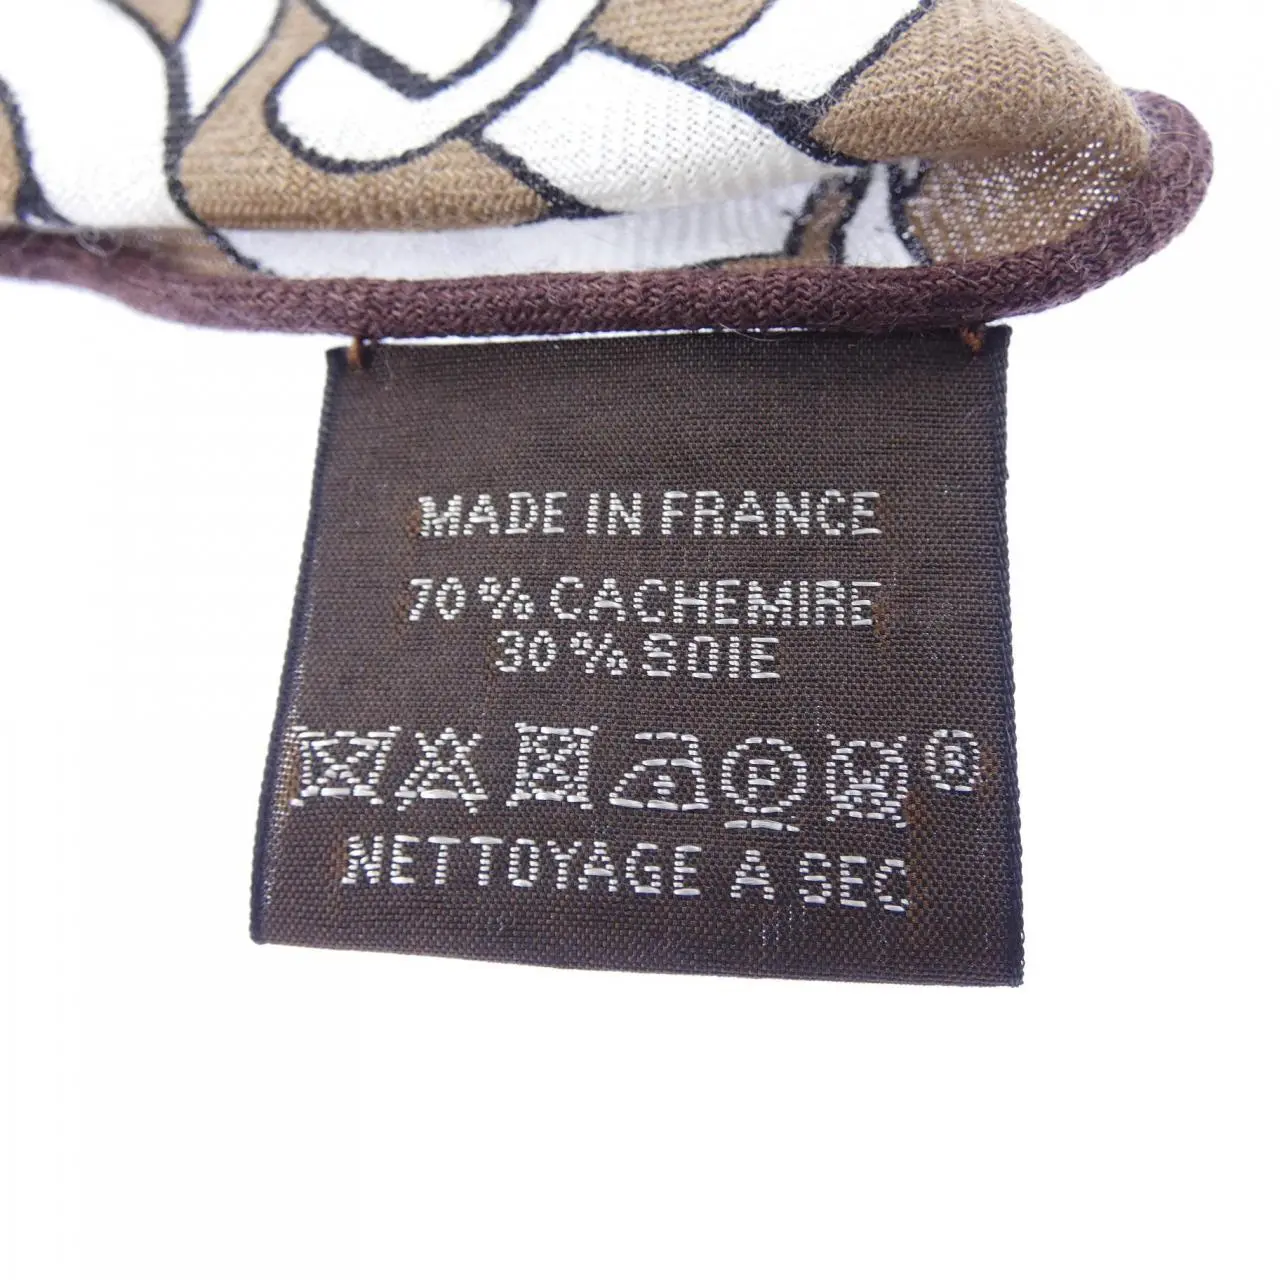 MADE IN FRANCE
70% CACHEMIRE
30% SOIE
P ®
NETTOYAGE A SEC